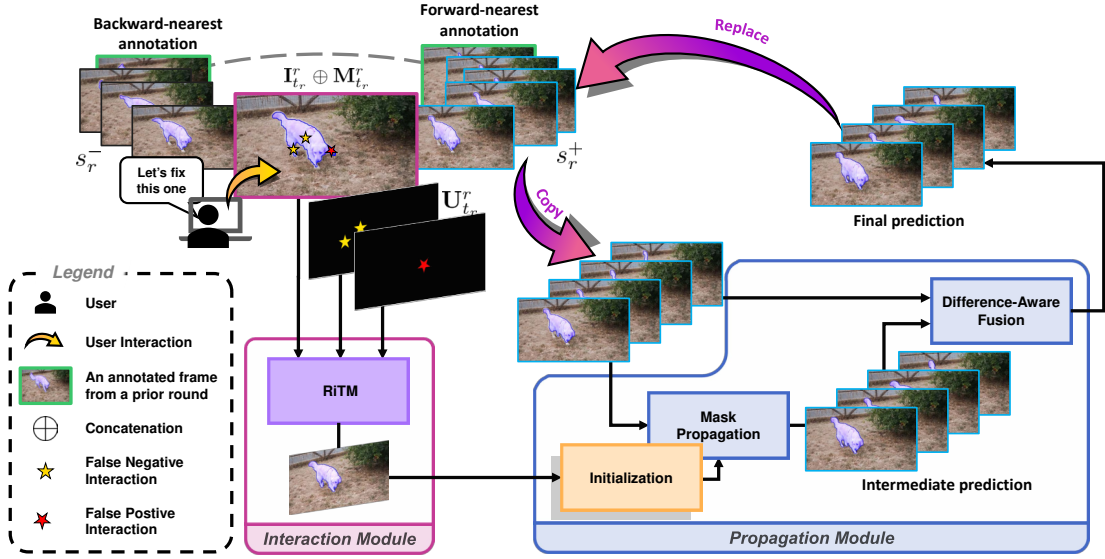 Backward-nearest
annotation
Forward-nearest
annotation
Replace
I^r_{t_r} ⊕ M^r_{t_r}
s^-_r
s^+_r
Let's fix
this one
U^r_{t_r}
Copy
Final prediction
Legend
User
User Interaction
An annotated frame
from a prior round
Concatenation
False Negative
Interaction
False Postive
Interaction
RiTM
Interaction Module
Difference-Aware
Fusion
Mask
Propagation
Initialization
Intermediate prediction
Propagation Module